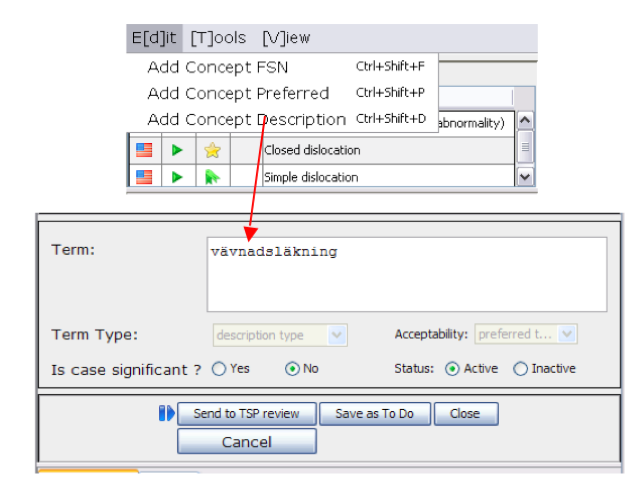 E[d]it [T]ools [V]iew
Add Concept FSN Ctrl+Shift+F
Add Concept Preferred Ctrl+Shift+P
Add Concept Description Ctrl+Shift+D abnormality)
Closed dislocation
Simple dislocation
Term: vävnadsläkning
Term Type: description type Acceptability: preferred t...
Is case significant ? Yes No Status: Active Inactive
Send to TSP review Save as To Do Close
Cancel